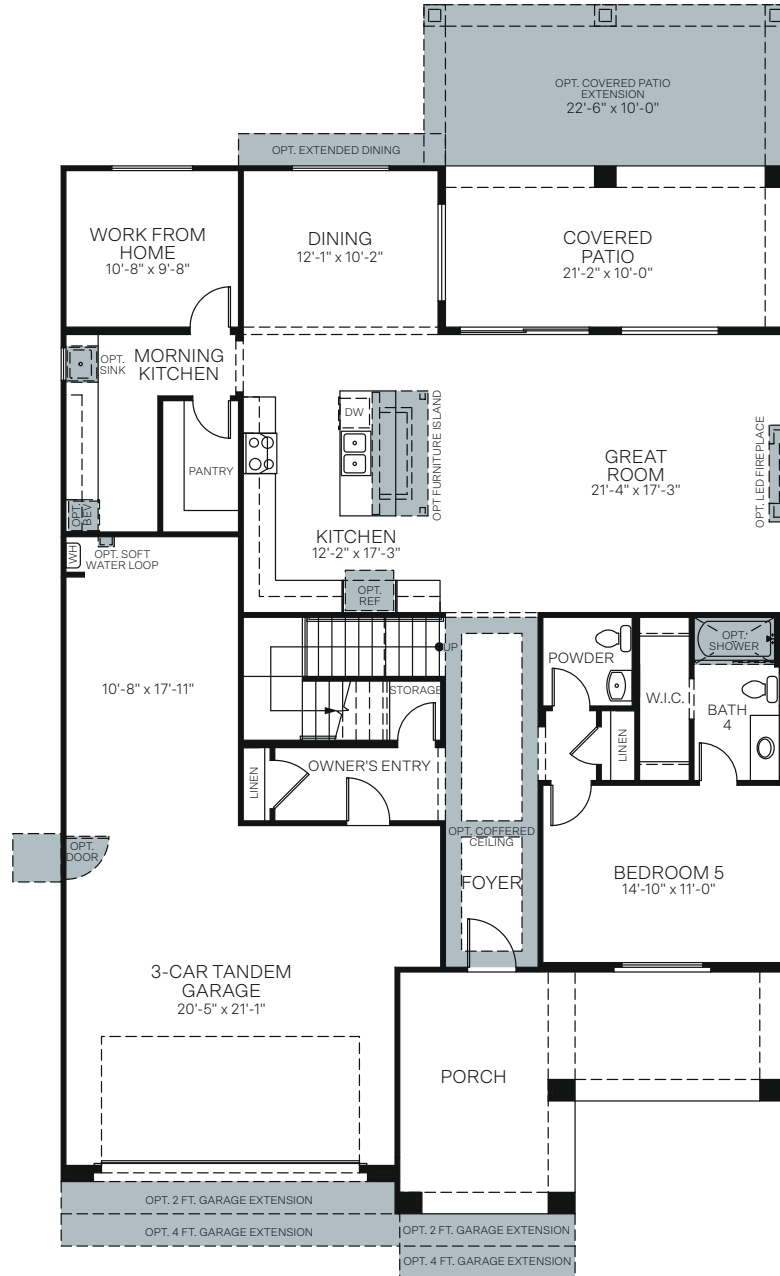 OPT. COVERED PATIO
EXTENSION
22'-6" x 10'-0"
OPT. EXTENDED DINING
WORK FROM
HOME
10'-8" x 9'-8"
DINING
12'-1" x 10'-2"
COVERED
PATIO
21'-2" x 10'-0"
OPT.
SINK
MORNING
KITCHEN
DW
OPT FURNITURE ISLAND
OPT. LED FIREPLACE
GREAT
ROOM
21'-4" x 17'-3"
PANTRY
OPT.
BEV
KITCHEN
12'-2" x 17'-3"
WH
OPT. SOFT
WATER LOOP
OPT.
REF
UP
POWDER
OPT.
SHOWER
10'-8" x 17'-11"
STORAGE
W.I.C.
BATH
4
LINEN
OWNER'S ENTRY
LINEN
OPT. COFFERED
CEILING
OPT.
DOOR
FOYER
BEDROOM 5
14'-10" x 11'-0"
3-CAR TANDEM
GARAGE
20'-5" x 21'-1"
PORCH
OPT. 2 FT. GARAGE EXTENSION
OPT. 4 FT. GARAGE EXTENSION
OPT. 2 FT. GARAGE EXTENSION
OPT. 4 FT. GARAGE EXTENSION